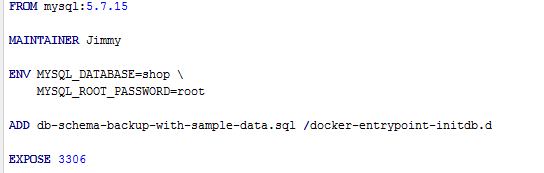 FROM mysql:5.7.15
MAINTAINER Jimmy
ENV MYSQL_DATABASE=shop \
MYSQL_ROOT_PASSWORD=root
ADD db-schema-backup-with-sample-data.sql /docker-entrypoint-initdb.d
EXPOSE 3306